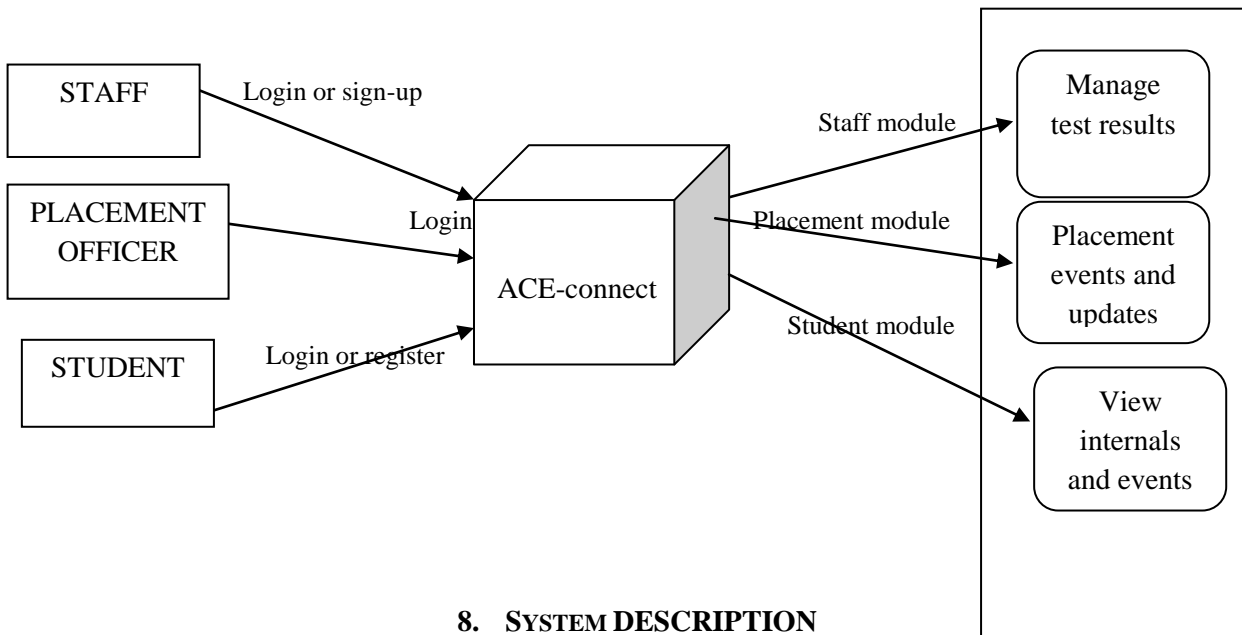 STAFF
Login or sign-up
PLACEMENT
OFFICER
Login
STUDENT
Login or register
ACE-connect
Staff module
Placement module
Student module
Manage
test results
Placement
events and
updates
View
internals
and events
8. SYSTEM DESCRIPTION